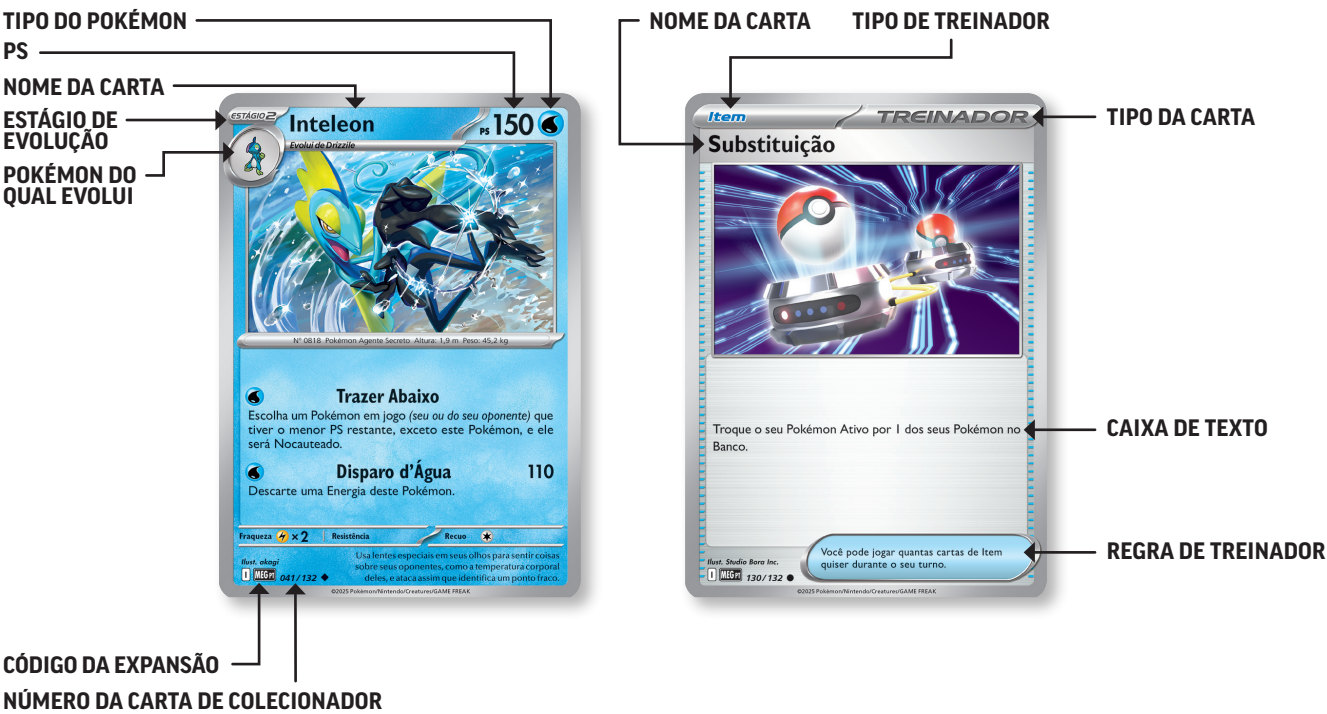 TIPO DO POKÉMON
PS
NOME DA CARTA
ESTÁGIO DE
EVOLUÇÃO
POKÉMON DO
QUAL EVOLUI
ESTÁGIO 2
Inteleon
PS 150
Evolui de Drizzile
Nº 0818 Pokémon Agente Secreto Altura: 1,9 m Peso: 45,2 kg
Trazer Abaixo
Escolha um Pokémon em jogo (seu ou do seu oponente) que
tiver o menor PS restante, exceto este Pokémon, e ele
será Nocauteado.
Disparo d'Água 110
Descarte uma Energia deste Pokémon.
Fraqueza ×2 Resistência Recuo
Usa lentes especiais em seus olhos para sentir coisas
sobre seus oponentes, como a temperatura corporal
deles, e ataca assim que identifica um ponto fraco.
Ilust. akagi
I MEG PT 041/132
©2025 Pokémon/Nintendo/Creatures/GAME FREAK
CÓDIGO DA EXPANSÃO
NÚMERO DA CARTA DE COLECIONADOR
NOME DA CARTA
TIPO DE TREINADOR
Item TREINADOR
TIPO DA CARTA
Substituição
Troque o seu Pokémon Ativo por 1 dos seus Pokémon no
Banco.
CAIXA DE TEXTO
Você pode jogar quantas cartas de Item
quiser durante o seu turno.
REGRA DE TREINADOR
Ilust. Studio Bora Inc.
I MEG PT 130/132
©2025 Pokémon/Nintendo/Creatures/GAME FREAK